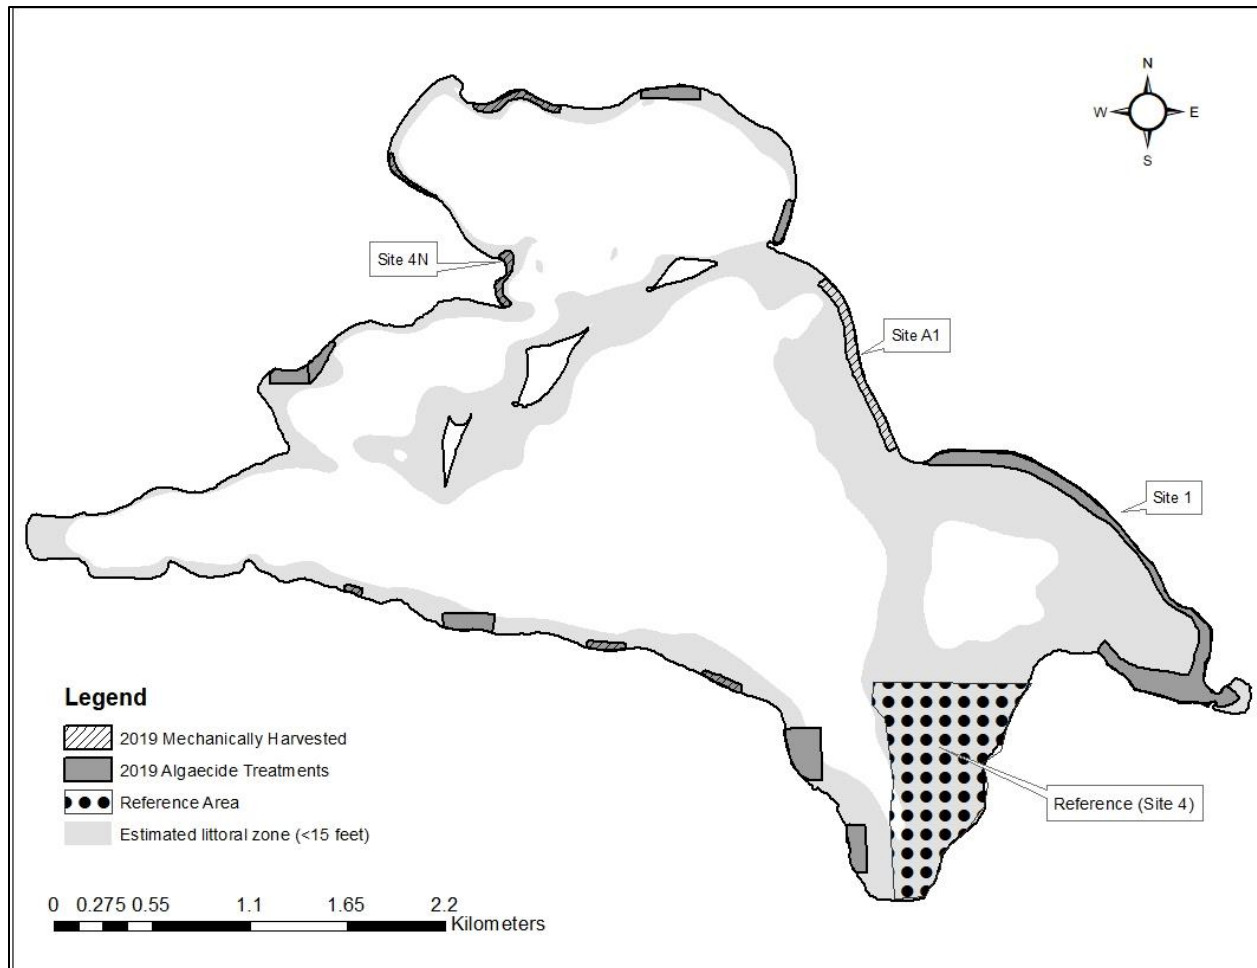 N
W E
S
Site 4N
Site A1
Site 1
Legend
2019 Mechanically Harvested
2019 Algaecide Treatments
Reference Area
Estimated littoral zone (<15 feet)
Reference (Site 4)
0 0.275 0.55 1.1 1.65 2.2
Kilometers